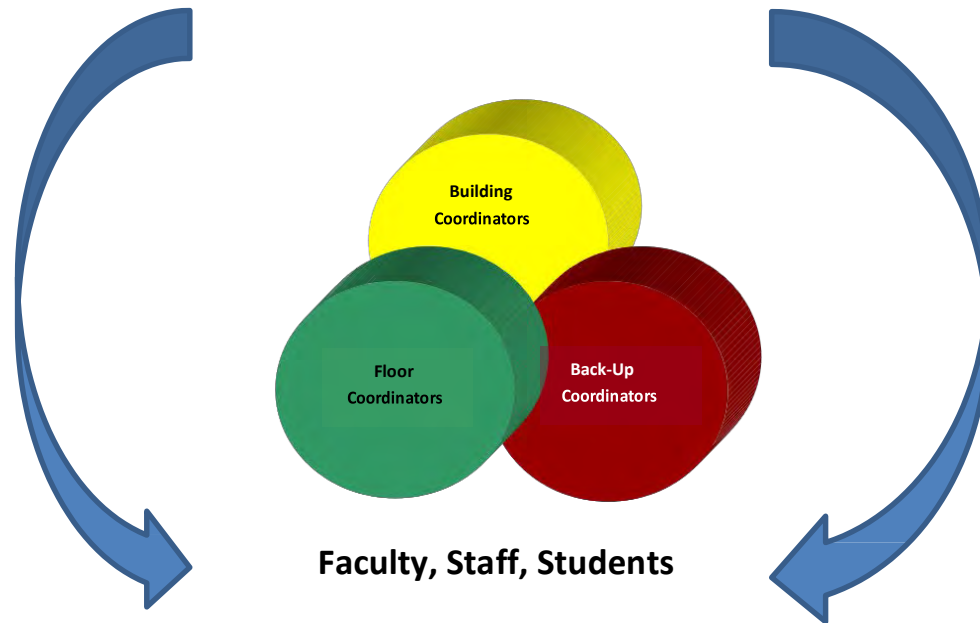 Building
Coordinators
Floor
Coordinators
Back-Up
Coordinators
Faculty, Staff, Students